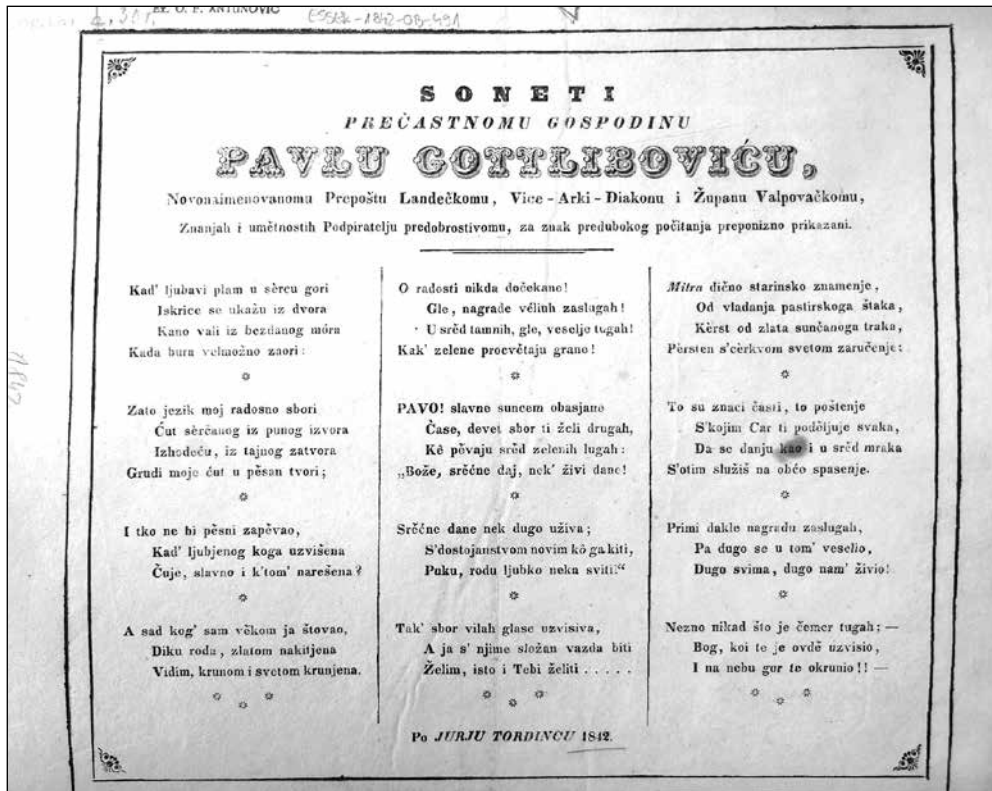 EX. O. F. ANTUNOVIĆ
ESSEK-1842-OB-491
SONETI
PREČASTNOMU GOSPODINU
PAVLU GOTTLIBOVIĆU,
Novonaimenovanomu Prepoštu Landečkomu, Vice-Arki-Diakonu i Županu Valpovačkomu,
Znanjah i umětnostih Podpiratelju predobrostivomu, za znak predubokog počitanja preponizno prikazani.
Kad' ljubavi plam u sèrcu gori
Iskrice se ukažu iz dvora
Kano vali iz bezdanog móra
Kada bura velmožno zaori:
Zato jezik moj radosno sbori
Ćut sèrčanog iz punog izvora
Izhodeću, iz tajnog zatvora
Grudi moje ćut u pěsan tvori;
I tko ne bi pěsni zapěvao,
Kad' ljubjenog koga uzvišena
Čuje, slavno i k'tom' narešena?
A sad kog' sam věkom ja štovao,
Diku roda, zlatom nakitjena
Vidim, krunom i svetom krunjena.
O radosti nikda dočekane!
Gle, nagrade vélinh zaslugah!
U srěd tamnih, gle, veselje tugah!
Kak' zelene procvětaju grane!
PAVO! slavne suncem obasjane
Čase, devet sbor ti želi drugah,
Kê pěvaju srěd zelenih lugah:
„Bože, srěćne daj, nek' živi dane!
Srěćne dane nek dugo uživa;
S'dostojanstvom novim kô ga kiti,
Puku, rodu ljubko neka sviti."
Tak' sbor vilah glase uzvisiva,
A ja s' njime složan vazda biti
Želim, isto i Tebi želiti . . . . .
Mitra dično starinsko znamenje,
Od vladanja pastirskoga štaka,
Kèrst od zlata sunčanoga traka,
Pèrsten s'cèrkvom svetom zaručenje:
To su znaci časti, to poštenje
S'kojim Car ti poděljuje svaka,
Da se danju kao i u srěd mraka
S'otim služiš na obćo spasenje.
Primi dakle nagradu zaslugah,
Pa dugo se u tom' veselio,
Dugo svima, dugo nam' živio!
Nezno nikad što je čemer tugah; —
Bog, koi te je ovdě uzvisio,
I na nebu gor te okrunio!! —
Po JURJU TORDINCU 1842.
1842